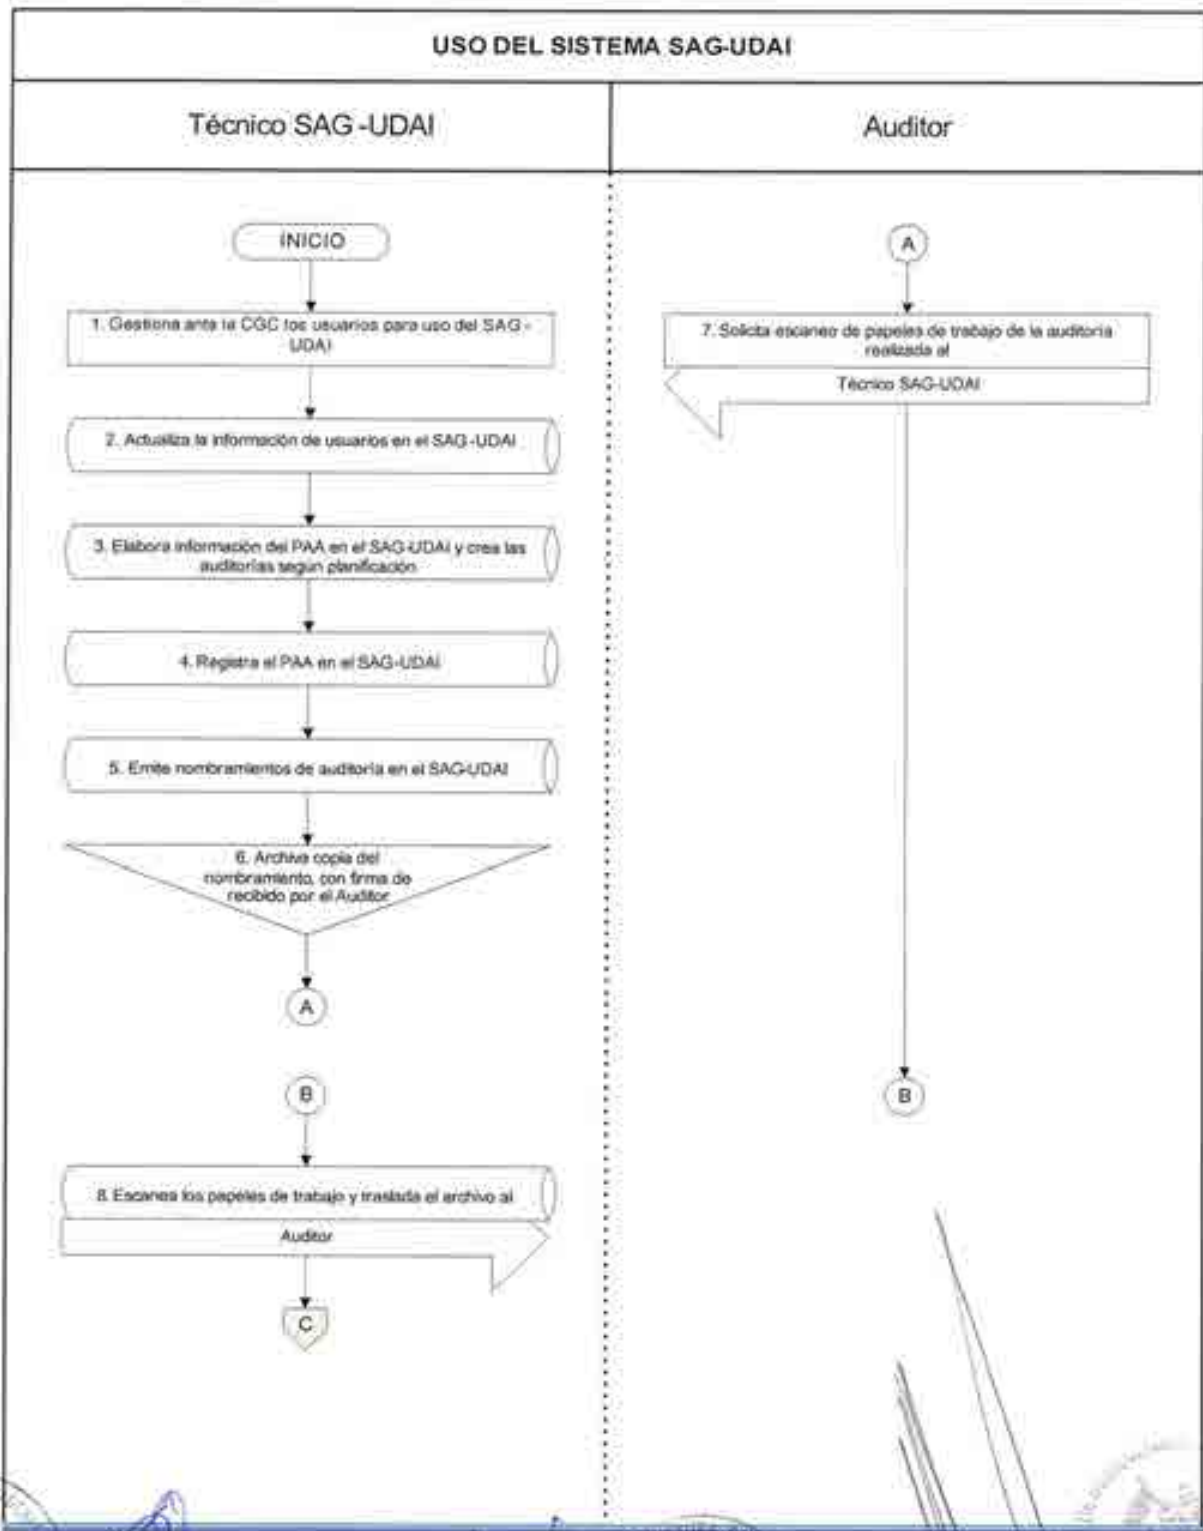 USO DEL SISTEMA SAG-UDAI
Técnico SAG-UDAI
Auditor
INICIO
1. Gestiona ante la CGC los usuarios para uso del SAG-
UDAI
2. Actualiza la información de usuarios en el SAG-UDAI
3. Elabora información del PAA en el SAG-UDAI y crea las
auditorías según planificación
4. Registra el PAA en el SAG-UDAI
5. Emite nombramientos de auditoría en el SAG-UDAI
6. Archiva copia del
nombramiento, con firma de
recibido por el Auditor
A
B
8. Escanea los papeles de trabajo y traslada el archivo al
Auditor
C
A
7. Solicita escaneo de papeles de trabajo de la auditoría
realizada al
Técnico SAG-UDAI
B